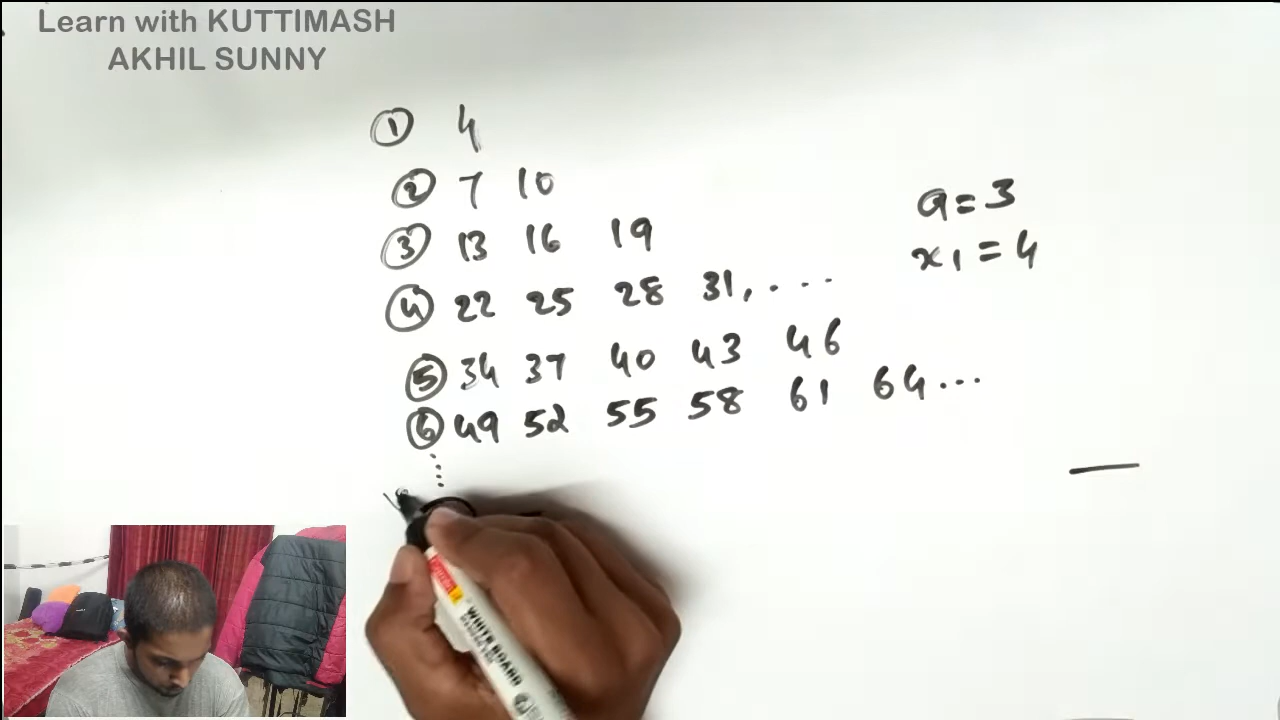 Learn with KUTTIMASH
AKHIL SUNNY
① 4
② 7 10
③ 13 16 19
④ 22 25 28 31, ....
⑤ 34 37 40 43 46
⑥ 49 52 55 58 61 64 ...
a = 3
x1 = 4
WHITE BOARD